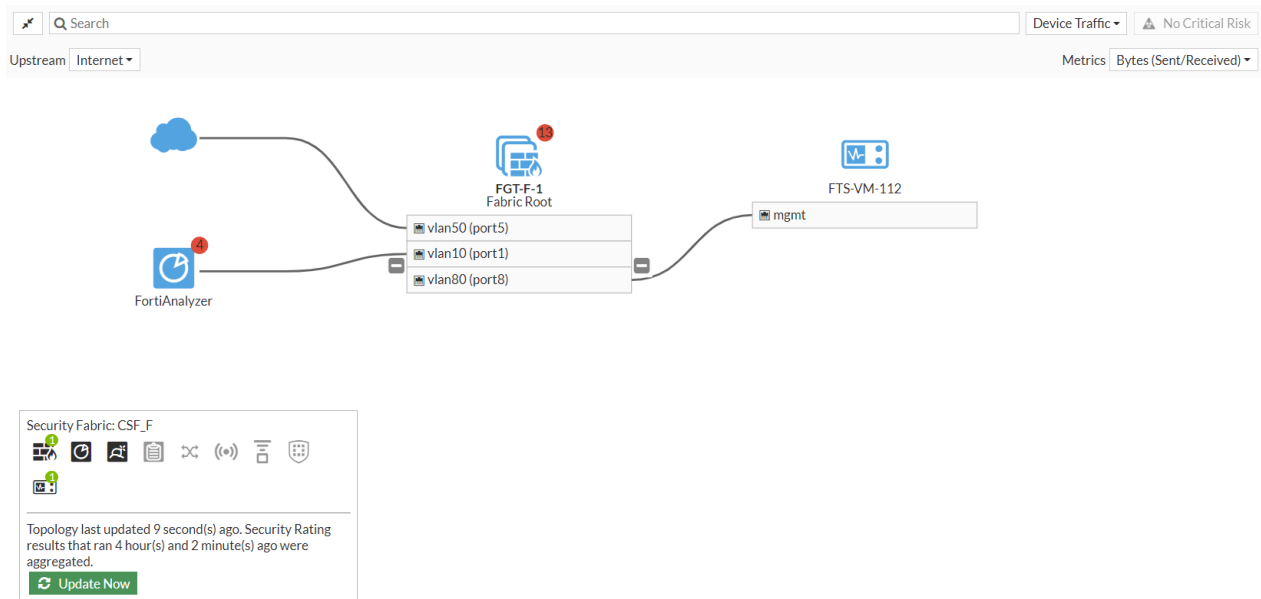 Search
Device Traffic
No Critical Risk
Upstream
Internet
Metrics
Bytes (Sent/Received)
13
FGT-F-1
Fabric Root
vlan50 (port5)
vlan10 (port1)
vlan80 (port8)
FTS-VM-112
mgmt
4
FortiAnalyzer
Security Fabric: CSF_F
1
1
Topology last updated 9 second(s) ago. Security Rating
results that ran 4 hour(s) and 2 minute(s) ago were
aggregated.
Update Now